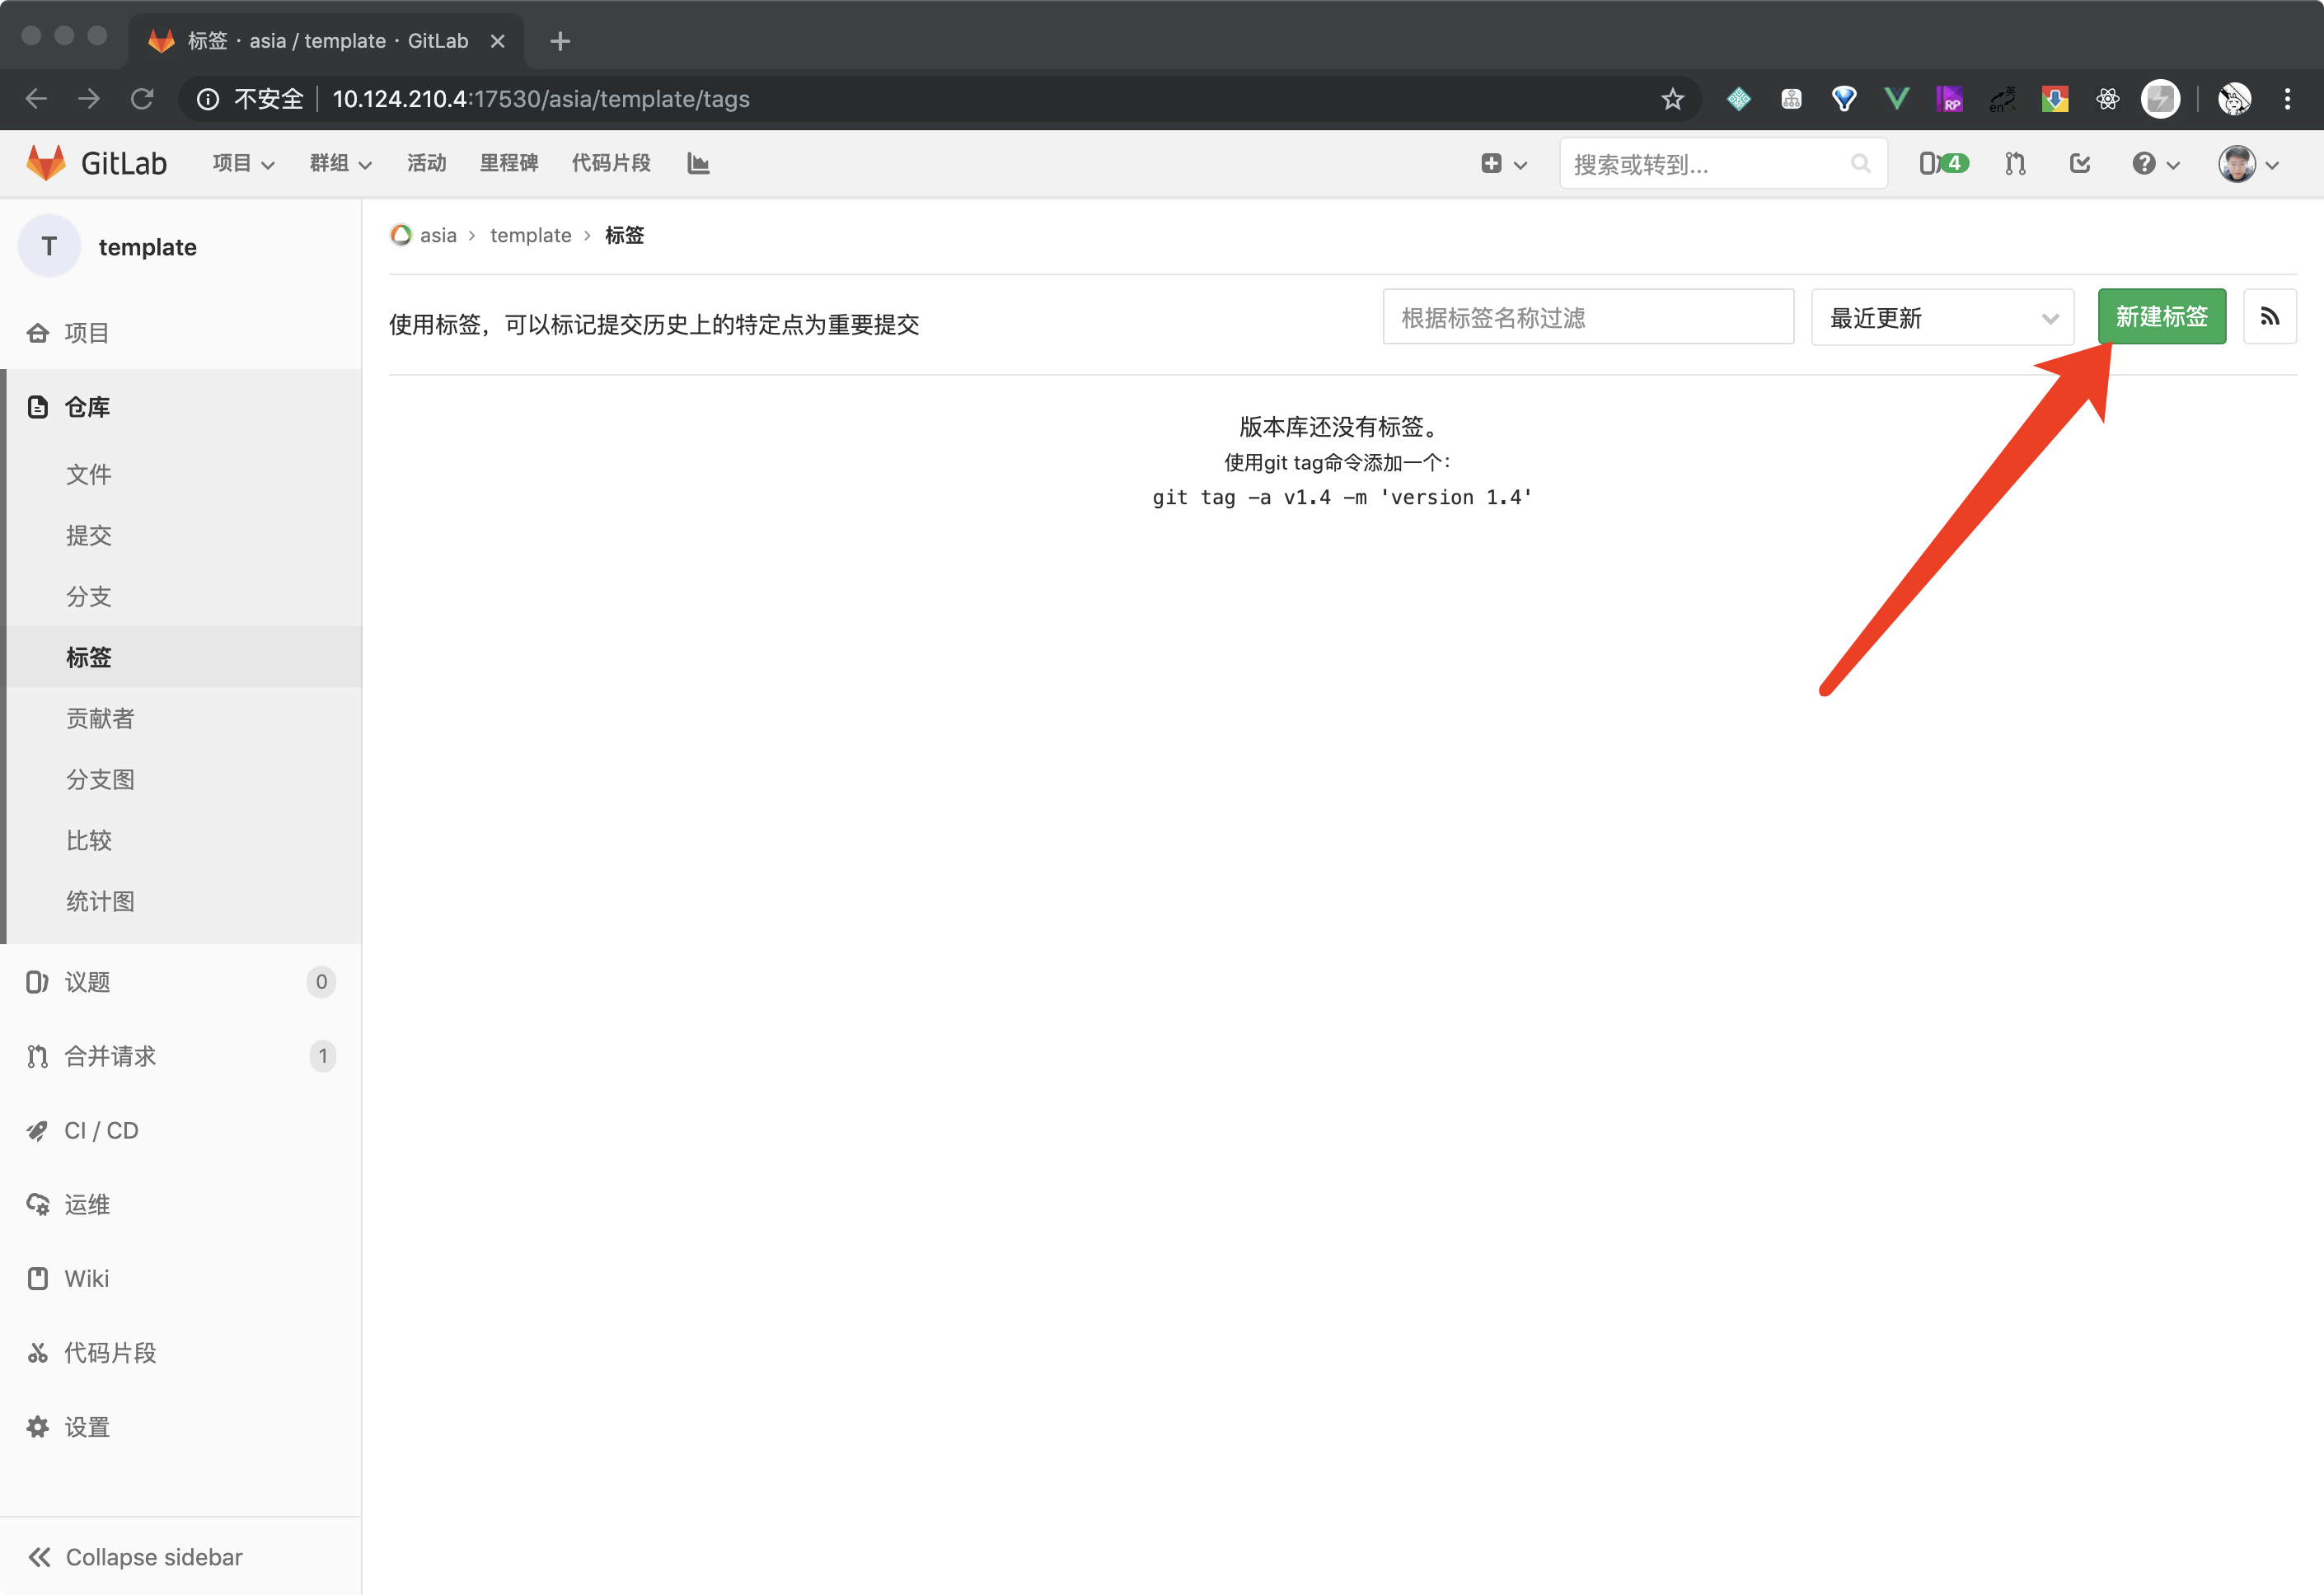 标签 · asia / template · GitLab
不安全 10.124.210.4:17530/asia/template/tags
GitLab 项目 群组 活动 里程碑 代码片段 搜索或转到... 4
T template
asia › template › 标签
使用标签，可以标记提交历史上的特定点为重要提交 根据标签名称过滤 最近更新 新建标签
版本库还没有标签。
使用git tag命令添加一个：
git tag -a v1.4 -m 'version 1.4'
项目
仓库
文件
提交
分支
标签
贡献者
分支图
比较
统计图
议题 0
合并请求 1
CI / CD
运维
Wiki
代码片段
设置
Collapse sidebar
RP
en 英